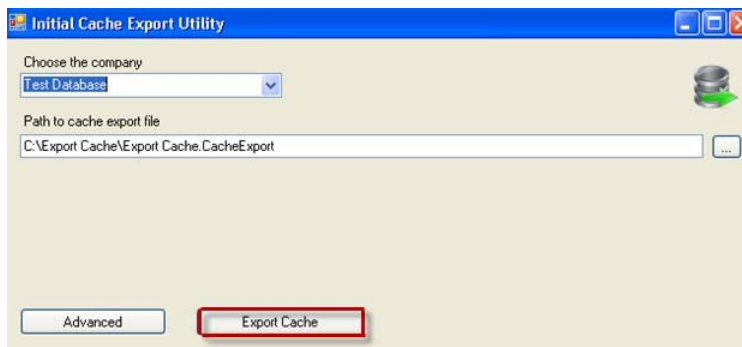 Initial Cache Export Utility
Choose the company
Test Database
Path to cache export file
C:\Export Cache\Export Cache.CacheExport
...
Advanced
Export Cache